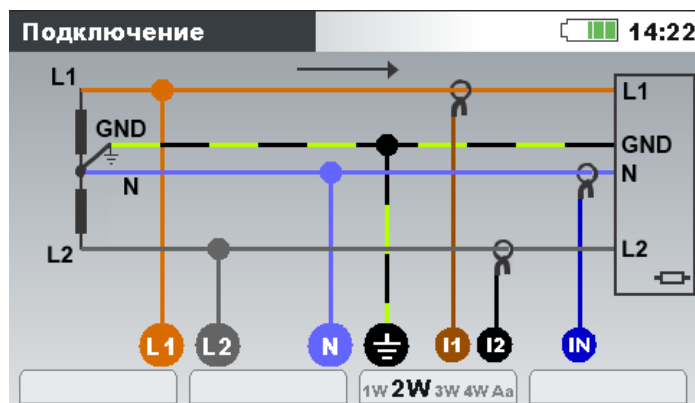 Подключение 14:22
L1 L1
GND GND
N N
L2 L2
L1 L2 N I1 I2 IN
1W 2W 3W 4W Aa